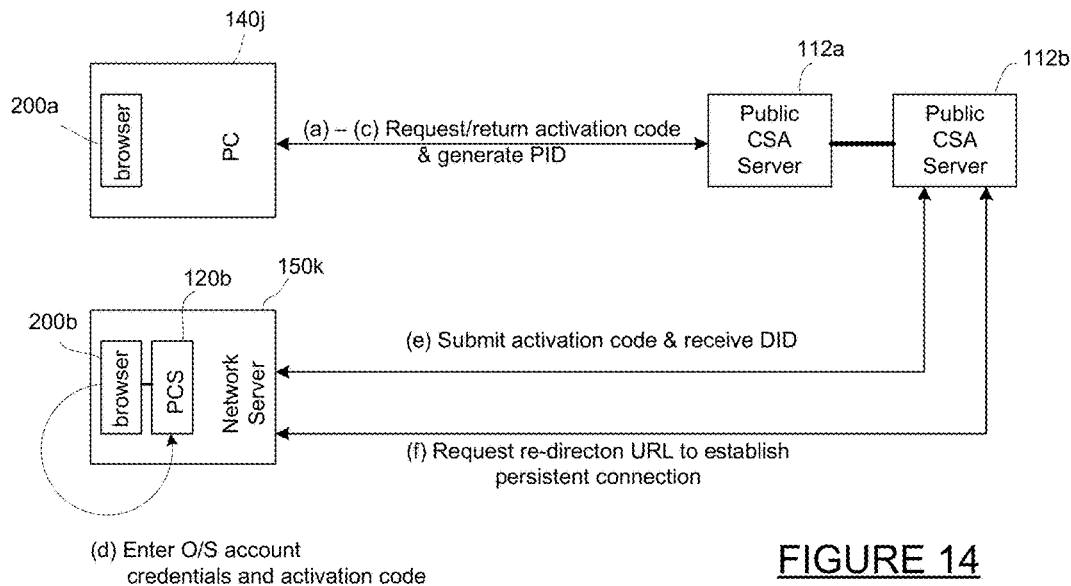 140j
200a
browser
PC
(a) – (c) Request/return activation code
& generate PID
112a
Public
CSA
Server
112b
Public
CSA
Server
150k
120b
200b
browser
PCS
Network
Server
(e) Submit activation code & receive DID
(f) Request re-directon URL to establish
persistent connection
(d) Enter O/S account
credentials and activation code
FIGURE 14